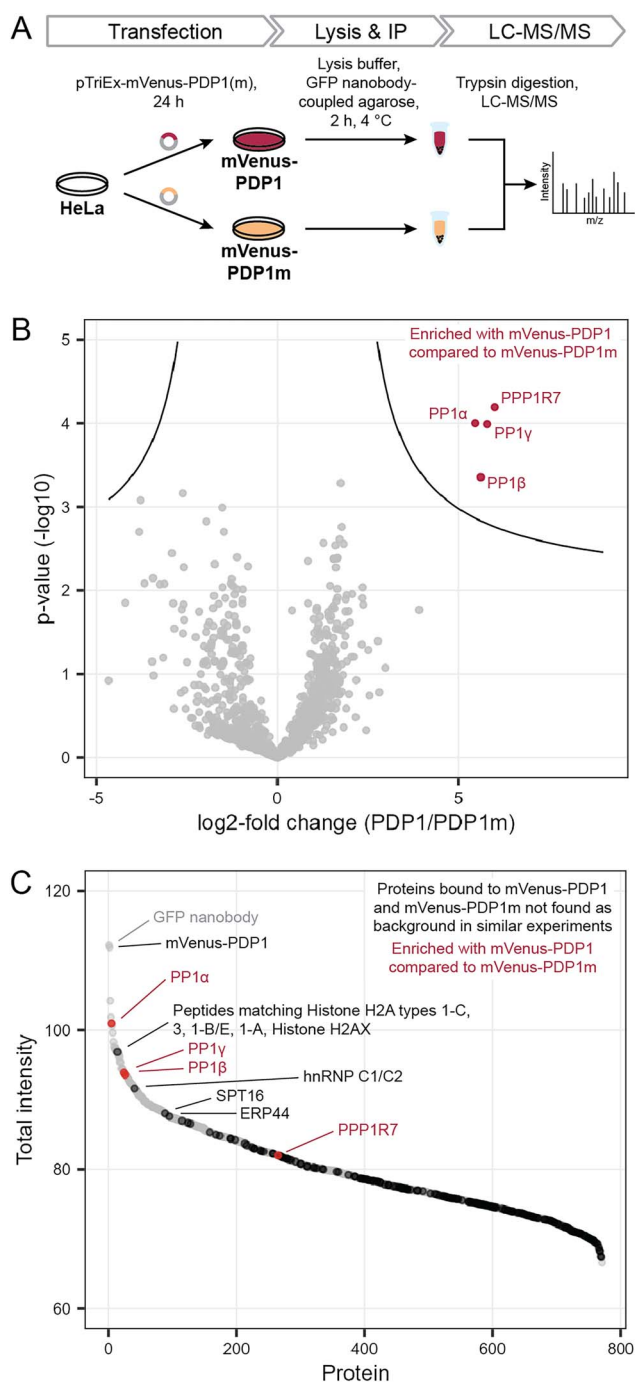 A
Transfection
Lysis & IP
LC-MS/MS
pTriEx-mVenus-PDP1(m),
24 h
Lysis buffer,
GFP nanobody-
coupled agarose,
2 h, 4 °C
Trypsin digestion,
LC-MS/MS
HeLa
mVenus-
PDP1
mVenus-
PDP1m
Intensity
m/z
B
Enriched with mVenus-PDP1
compared to mVenus-PDP1m
PPP1R7
PP1α
PP1γ
PP1β
5
4
3
2
1
0
p-value (-log10)
-5
0
5
log2-fold change (PDP1/PDP1m)
C
Proteins bound to mVenus-PDP1
and mVenus-PDP1m not found as
background in similar experiments
Enriched with mVenus-PDP1
compared to mVenus-PDP1m
GFP nanobody
mVenus-PDP1
PP1α
Peptides matching Histone H2A types 1-C,
3, 1-B/E, 1-A, Histone H2AX
PP1γ
PP1β
hnRNP C1/C2
SPT16
ERP44
PPP1R7
120
100
80
60
Total intensity
0
200
400
600
800
Protein